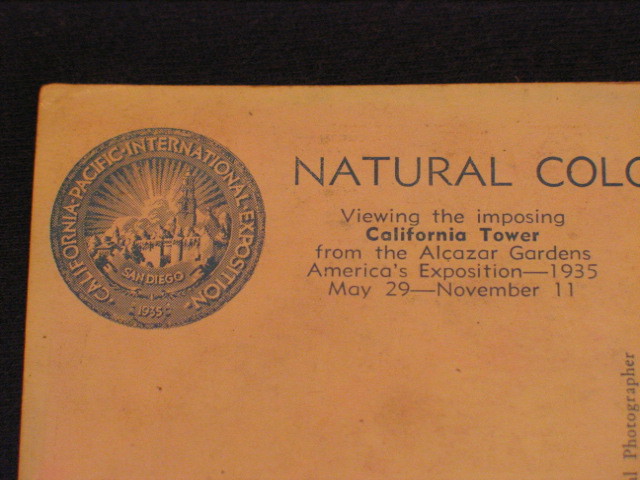 ·CALIFORNIA·PACIFIC·INTERNATIONAL·EXPOSITION·
SAN DIEGO
1935
NATURAL COLO
Viewing the imposing
California Tower
from the Alcazar Gardens
America's Exposition—1935
May 29—November 11
al Photographer